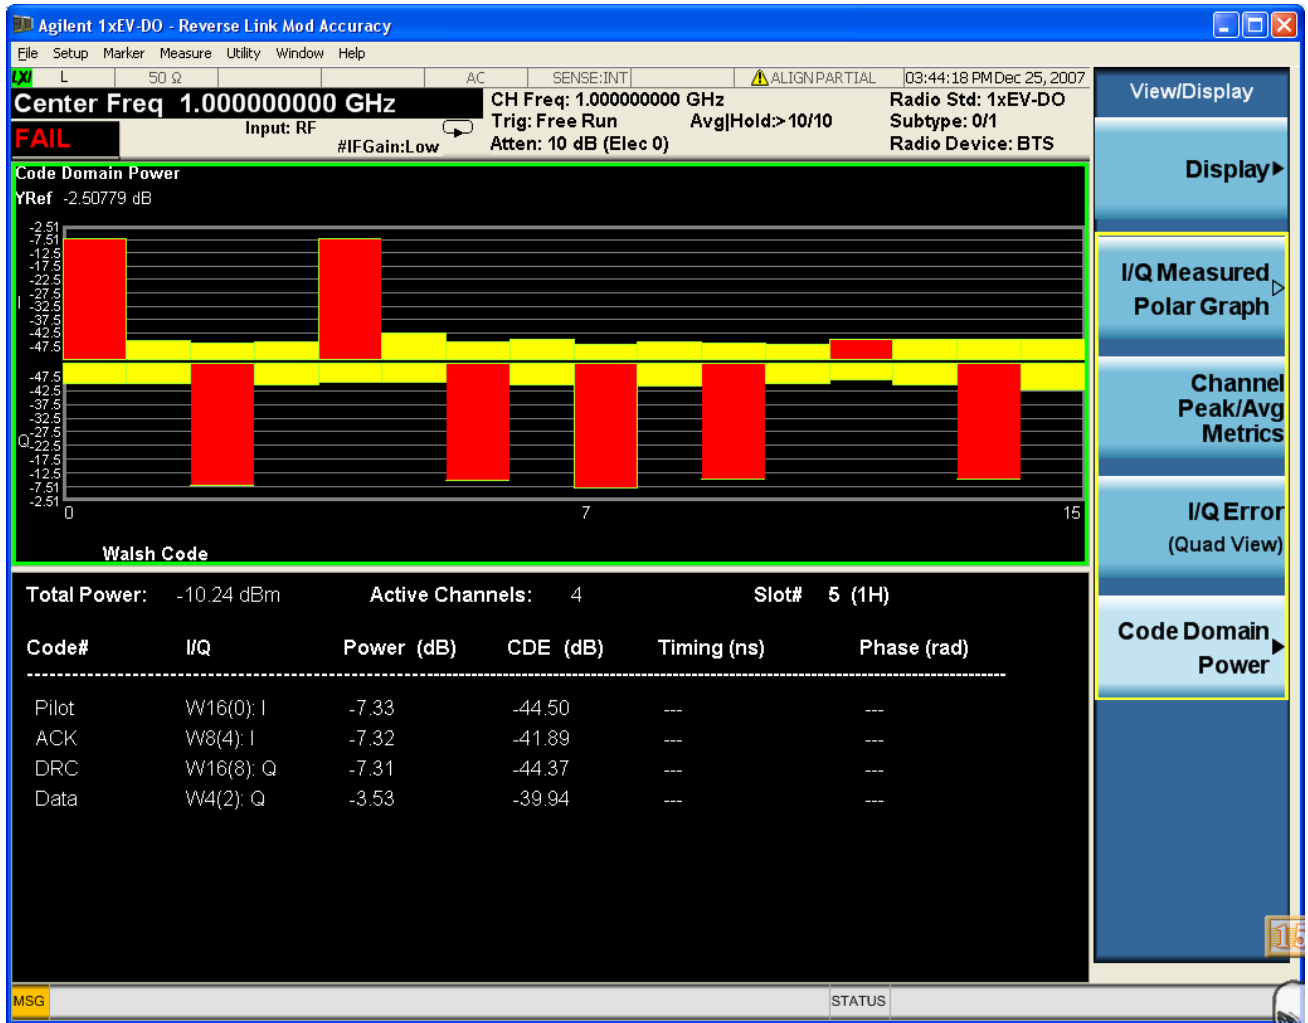 Agilent 1xEV-DO - Reverse Link Mod Accuracy
File Setup Marker Measure Utility Window Help
LXI L 50 Ω AC SENSE:INT ALIGN PARTIAL 03:44:18 PM Dec 25, 2007
Center Freq 1.000000000 GHz
CH Freq: 1.000000000 GHz
Radio Std: 1xEV-DO
Input: RF
Trig: Free Run
Avg|Hold:>10/10
Subtype: 0/1
FAIL
#IFGain:Low
Atten: 10 dB (Elec 0)
Radio Device: BTS
Code Domain Power
YRef -2.50779 dB
-2.51
-7.51
-12.5
-17.5
-22.5
-27.5
I
-32.5
-37.5
-42.5
-47.5
-47.5
-42.5
-37.5
-32.5
-27.5
Q
-22.5
-17.5
-12.5
-7.51
-2.51
0 7 15
Walsh Code
Total Power: -10.24 dBm Active Channels: 4 Slot# 5 (1H)
Code# I/Q Power (dB) CDE (dB) Timing (ns) Phase (rad)
Pilot W16(0): I -7.33 -44.50 --- ---
ACK W8(4): I -7.32 -41.89 --- ---
DRC W16(8): Q -7.31 -44.37 --- ---
Data W4(2): Q -3.53 -39.94 --- ---
View/Display
Display
I/Q Measured
Polar Graph
Channel
Peak/Avg
Metrics
I/Q Error
(Quad View)
Code Domain
Power
15
MSG STATUS